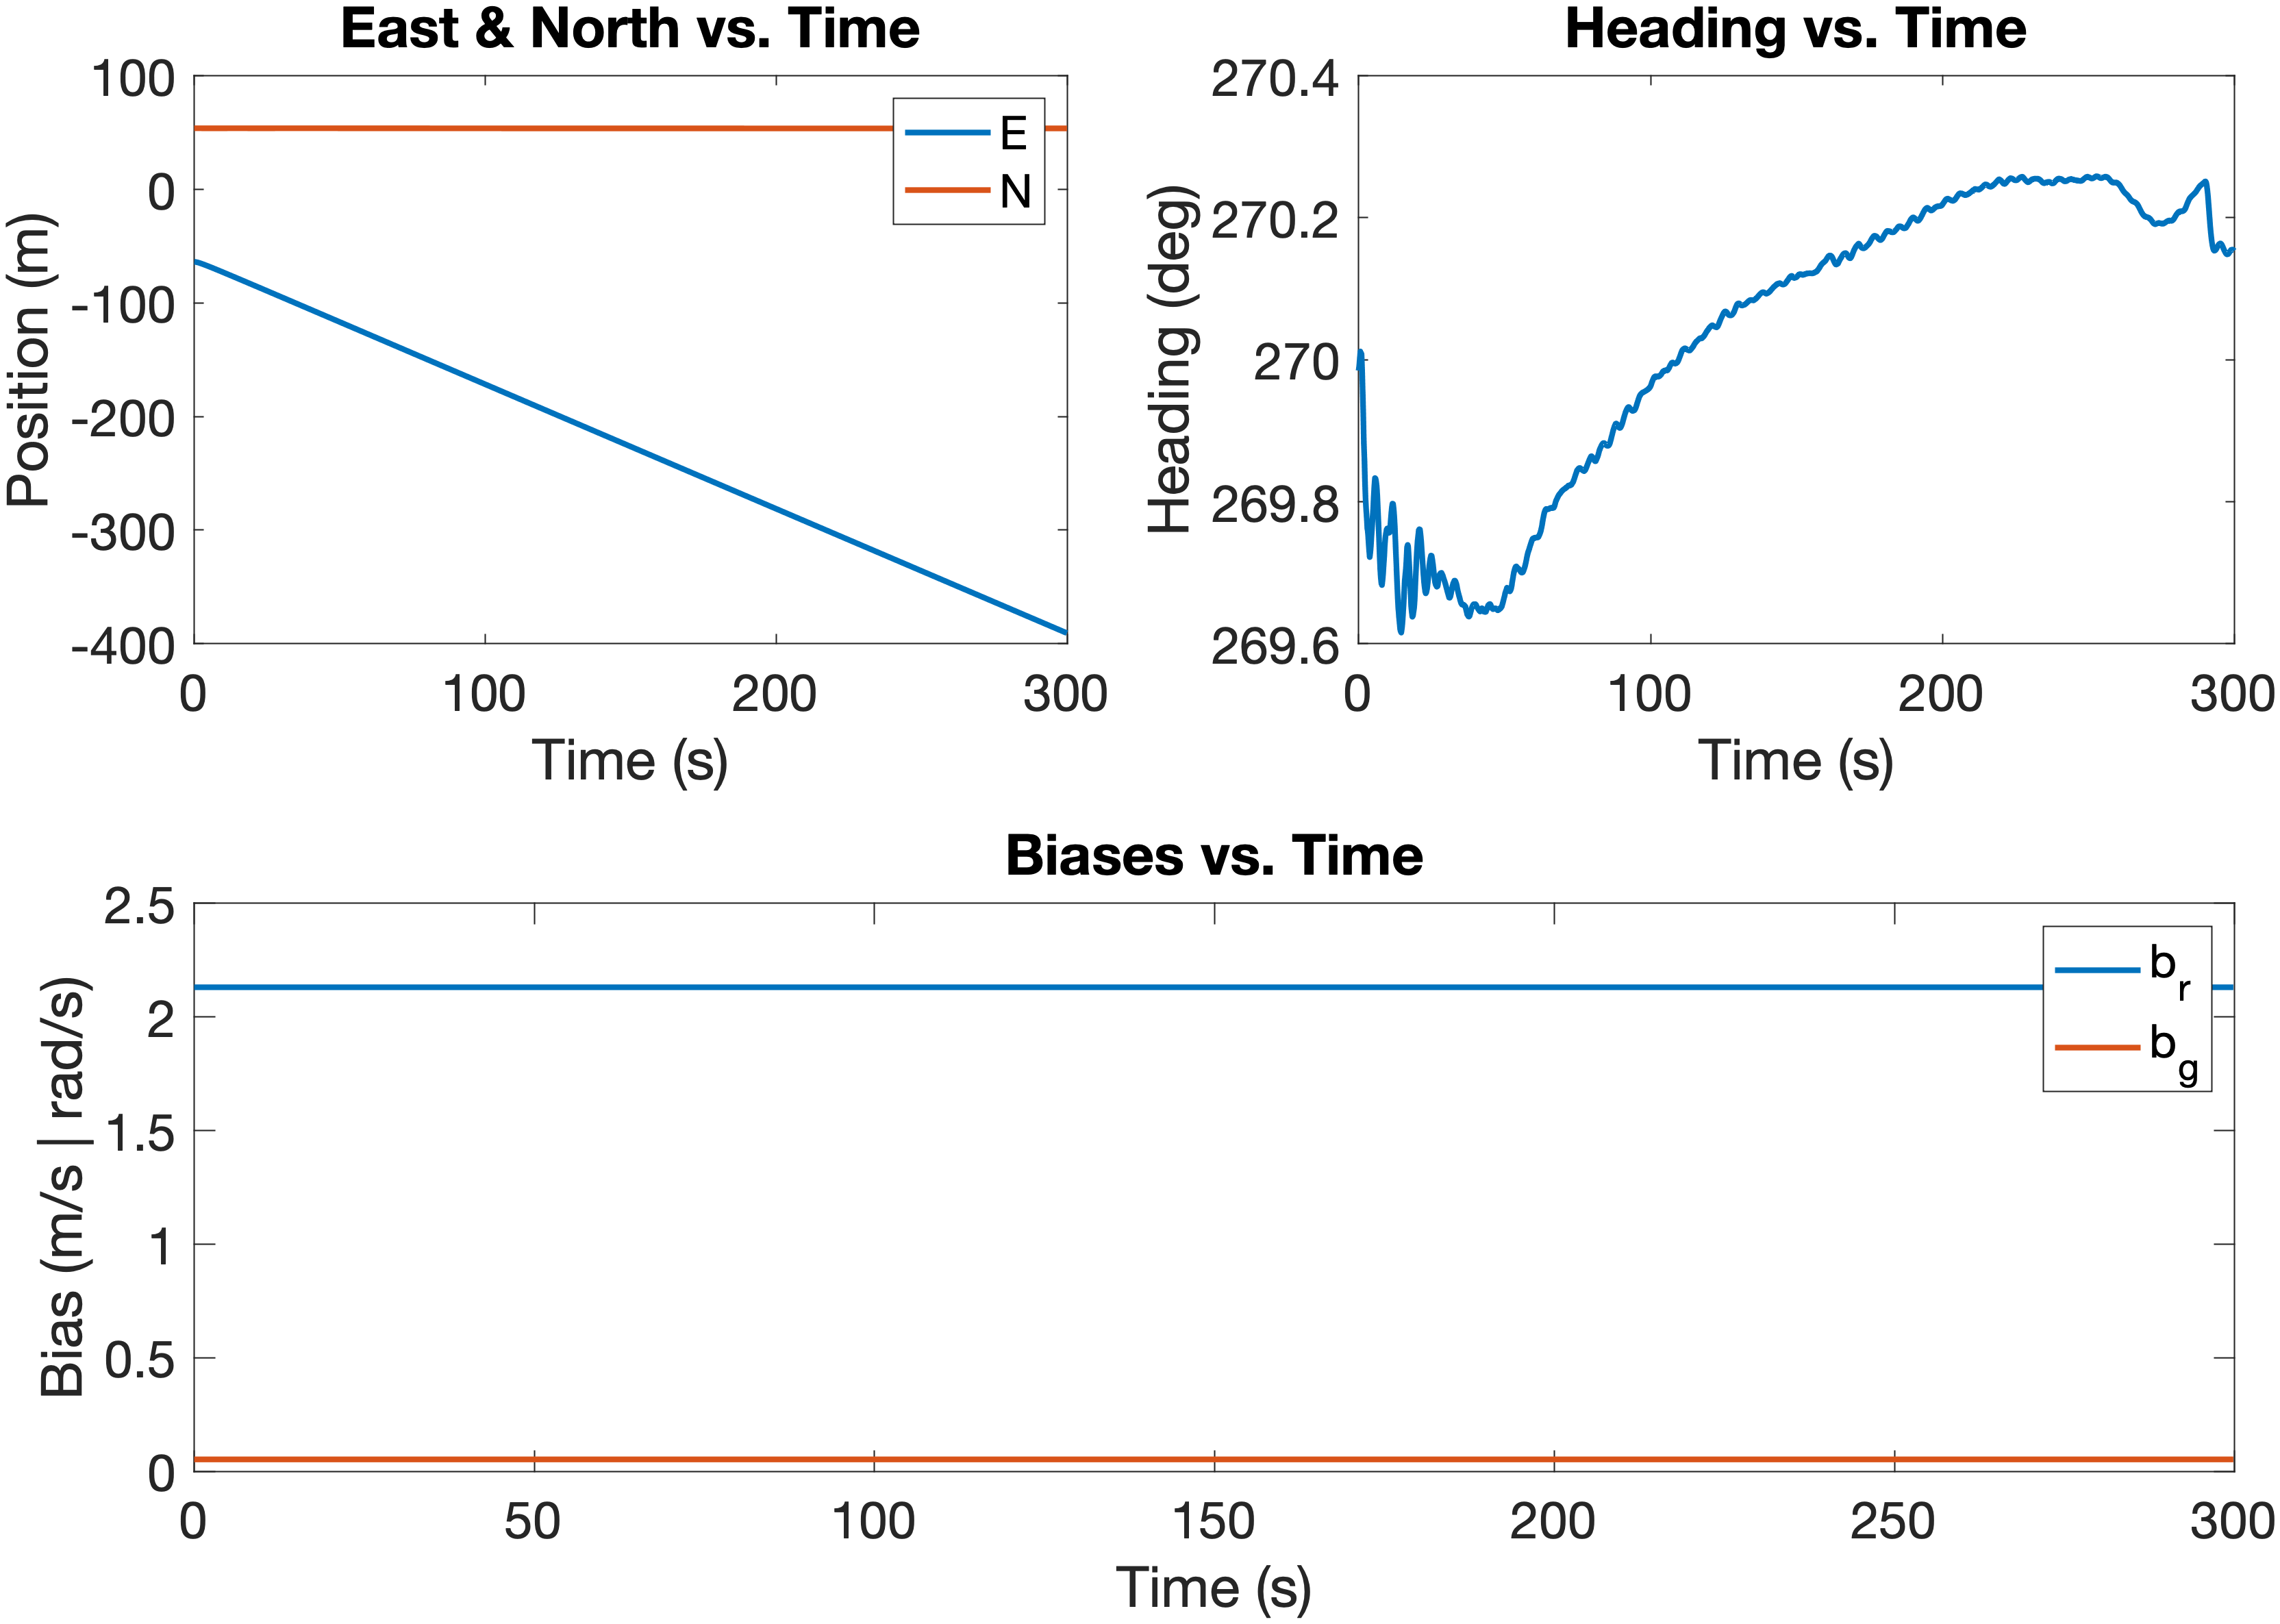 East & North vs. Time
100
0
-100
-200
-300
-400
Position (m)
E
N
0 100 200 300
Time (s)
Heading vs. Time
270.4
270.2
270
269.8
269.6
Heading (deg)
0 100 200 300
Time (s)
Biases vs. Time
2.5
2
1.5
1
0.5
0
Bias (m/s | rad/s)
b_r
b_g
0 50 100 150 200 250 300
Time (s)